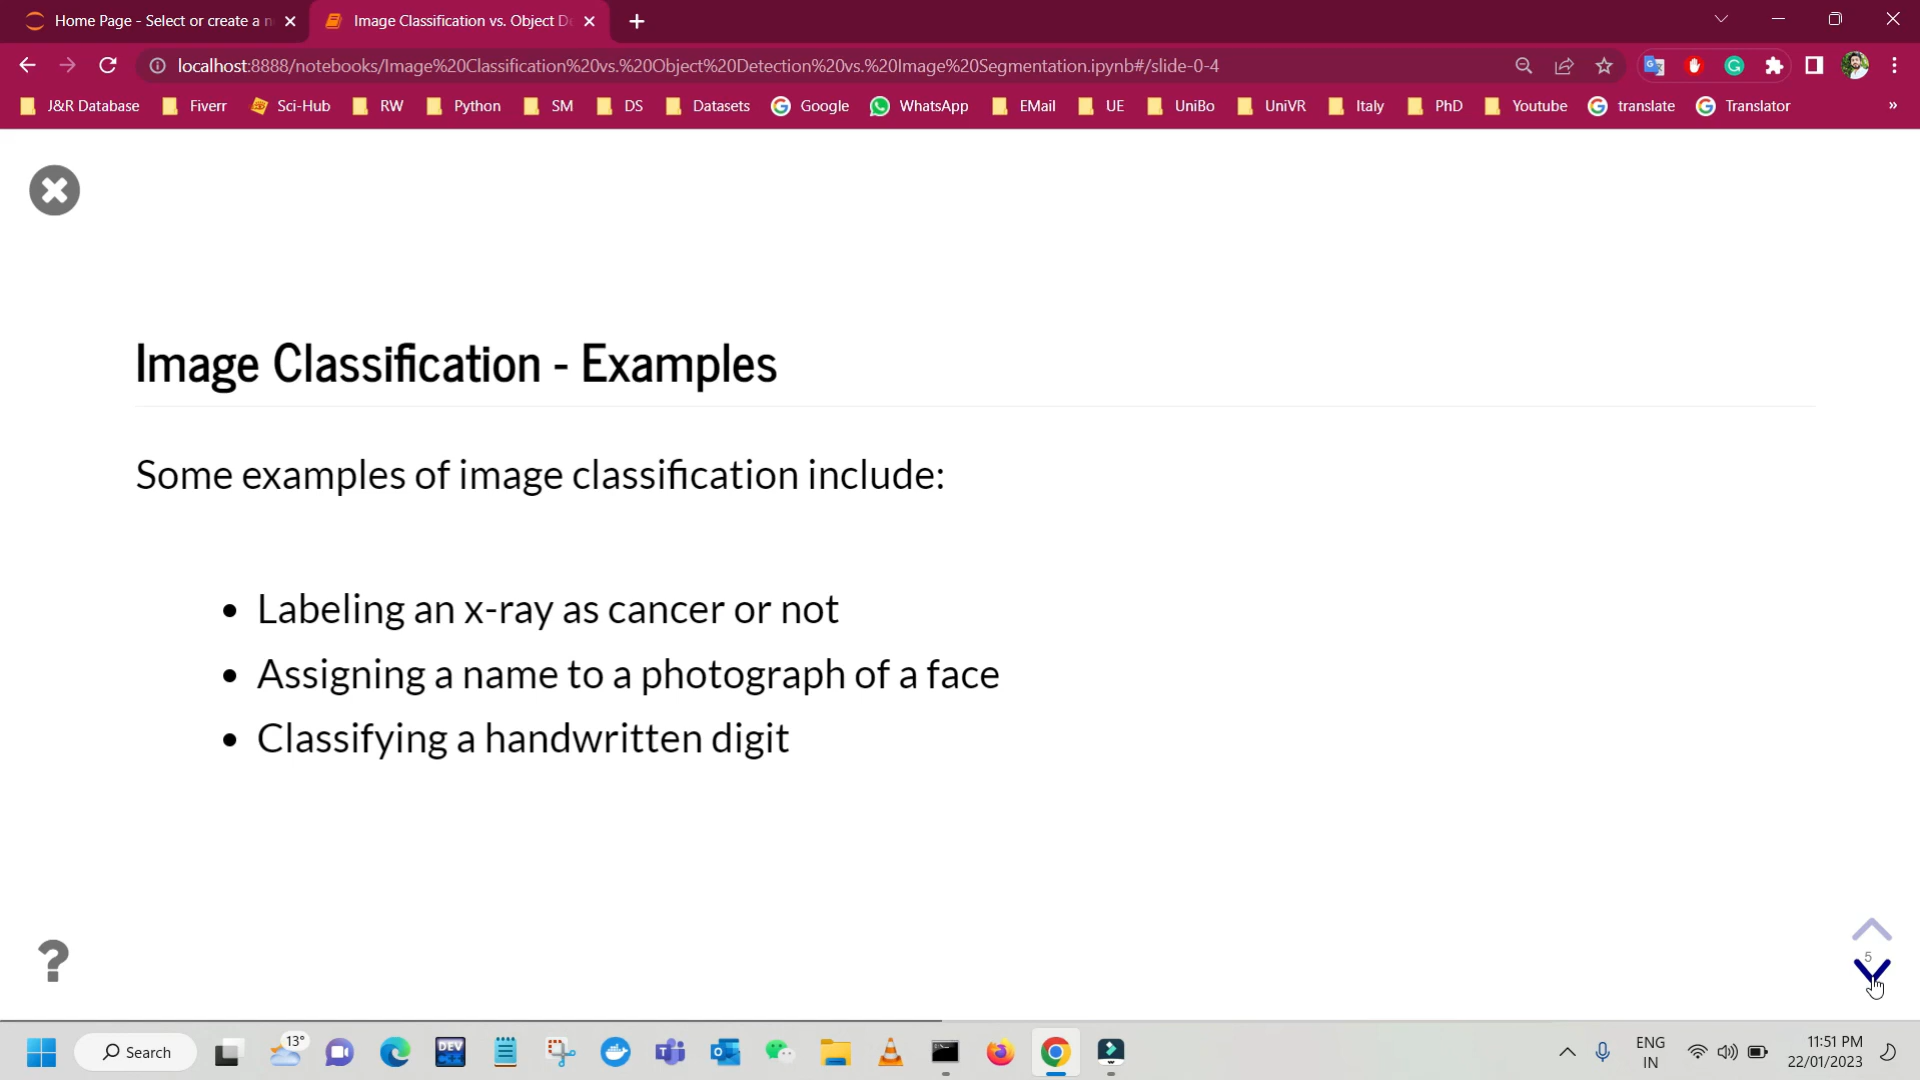 Home Page - Select or create a n
Image Classification vs. Object D
localhost:8888/notebooks/Image%20Classification%20vs.%20Object%20Detection%20vs.%20Image%20Segmentation.ipynb#/slide-0-4
J&R Database Fiverr Sci-Hub RW Python SM DS Datasets Google WhatsApp EMail UE UniBo UniVR Italy PhD Youtube translate Translator »
Image Classification - Examples
Some examples of image classification include:
• Labeling an x-ray as cancer or not
• Assigning a name to a photograph of a face
• Classifying a handwritten digit
?
5
Search
13°
DEV
ENG
IN
11:51 PM
22/01/2023